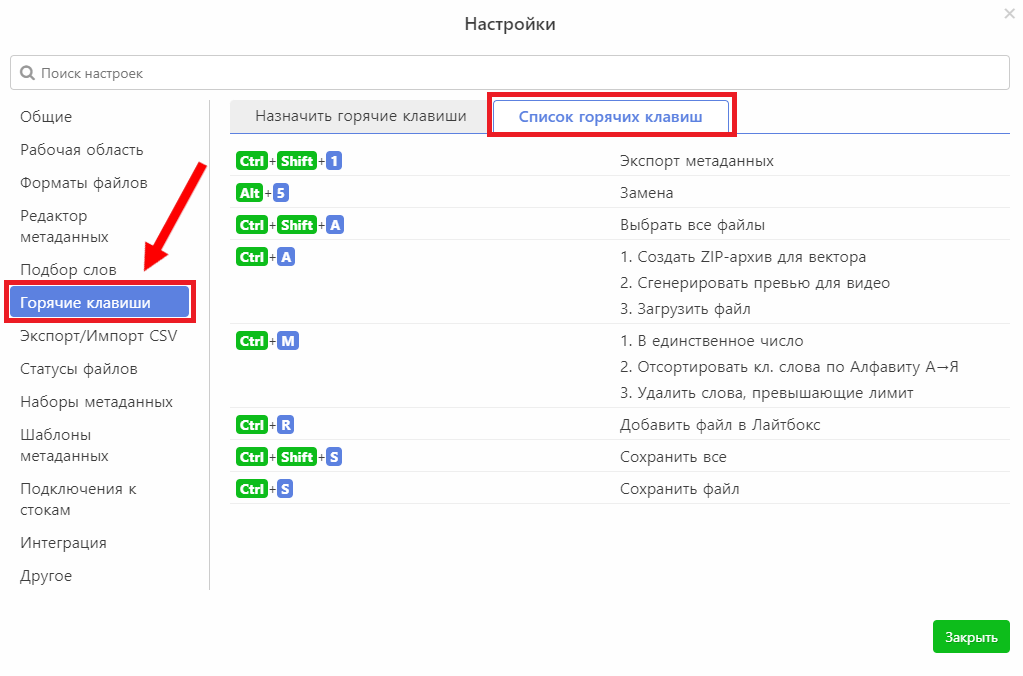 Настройки
Поиск настроек
Общие
Рабочая область
Форматы файлов
Редактор
метаданных
Подбор слов
Горячие клавиши
Экспорт/Импорт CSV
Статусы файлов
Наборы метаданных
Шаблоны
метаданных
Подключения к
стокам
Интеграция
Другое
Назначить горячие клавиши
Список горячих клавиш
Ctrl+Shift+1 Экспорт метаданных
Alt+5 Замена
Ctrl+Shift+A Выбрать все файлы
Ctrl+A 1. Создать ZIP-архив для вектора
2. Сгенерировать превью для видео
3. Загрузить файл
Ctrl+M 1. В единственное число
2. Отсортировать кл. слова по Алфавиту А→Я
3. Удалить слова, превышающие лимит
Ctrl+R Добавить файл в Лайтбокс
Ctrl+Shift+S Сохранить все
Ctrl+S Сохранить файл
Закрыть